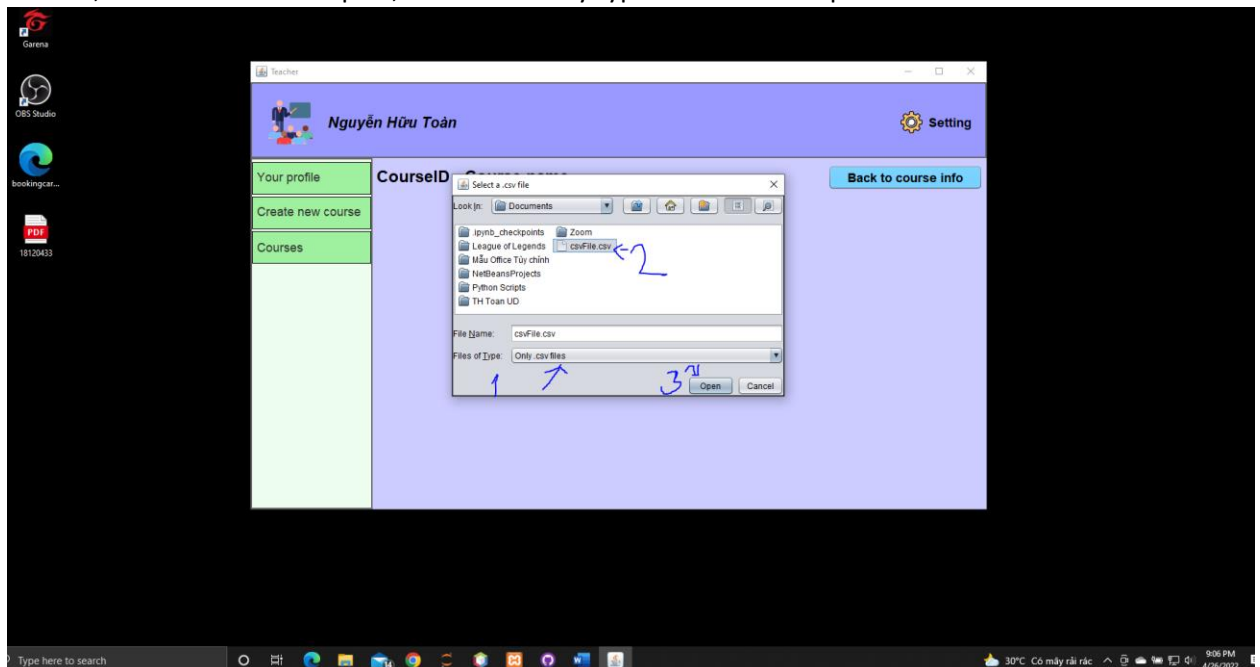 Garena
OBS Studio
bookingcar...
PDF
18120433
Teacher
Nguyễn Hữu Toàn
Setting
Your profile
Create new course
Courses
CourseID
Back to course info
Select a .csv file
Look In:
Documents
.ipynb_checkpoints
Zoom
League of Legends
csvFile.csv
Mẫu Office Tùy chỉnh
NetBeansProjects
Python Scripts
TH Toan UD
2
File Name:
csvFile.csv
Files of Type:
Only .csv files
1
3
Open
Cancel
Type here to search
30°C Có mây rải rác
9:06 PM
4/26/2022